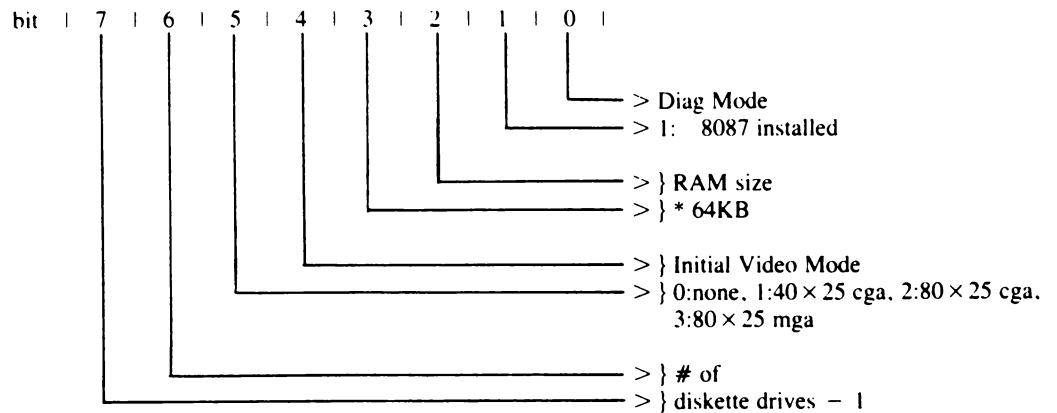 bit | 7 | 6 | 5 | 4 | 3 | 2 | 1 | 0 |
> Diag Mode
> 1: 8087 installed
> } RAM size
> } * 64KB
> } Initial Video Mode
> } 0:none, 1:40 × 25 cga, 2:80 × 25 cga,
3:80 × 25 mga
> } # of
> } diskette drives − 1